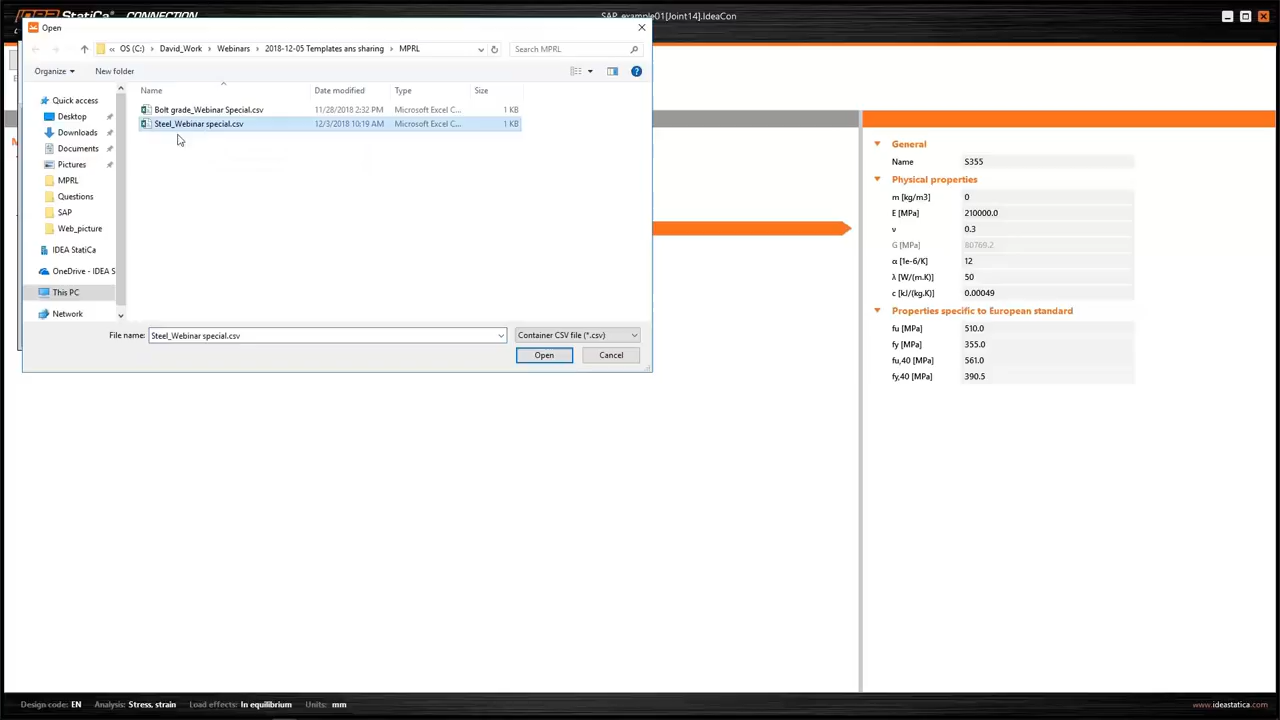 StatiCa® CONNECTION
SAP_example01[Joint14].IdeaCon
Open
« OS (C:) › David_Work › Webinars › 2018-12-05 Templates ans sharing › MPRL
Search MPRL
Organize
New folder
Name Date modified Type Size
Bolt grade_Webinar Special.csv 11/28/2018 2:32 PM Microsoft Excel C... 1 KB
Steel_Webinar special.csv 12/3/2018 10:19 AM Microsoft Excel C... 1 KB
Quick access
Desktop
Downloads
Documents
Pictures
MPRL
Questions
SAP
Web_picture
IDEA StatiCa
OneDrive - IDEA S
This PC
Network
File name: Steel_Webinar special.csv
Container CSV file (*.csv)
Open
Cancel
General
Name S355
Physical properties
m [kg/m3] 0
E [MPa] 210000.0
ν 0.3
G [MPa] 80769.2
α [1e-6/K] 12
λ [W/(m.K)] 50
c [kJ/(kg.K)] 0.00049
Properties specific to European standard
fu [MPa] 510.0
fy [MPa] 355.0
fu,40 [MPa] 561.0
fy,40 [MPa] 390.5
Design code: EN Analysis: Stress, strain Load effects: In equilibrium Units: mm
www.ideastatica.com